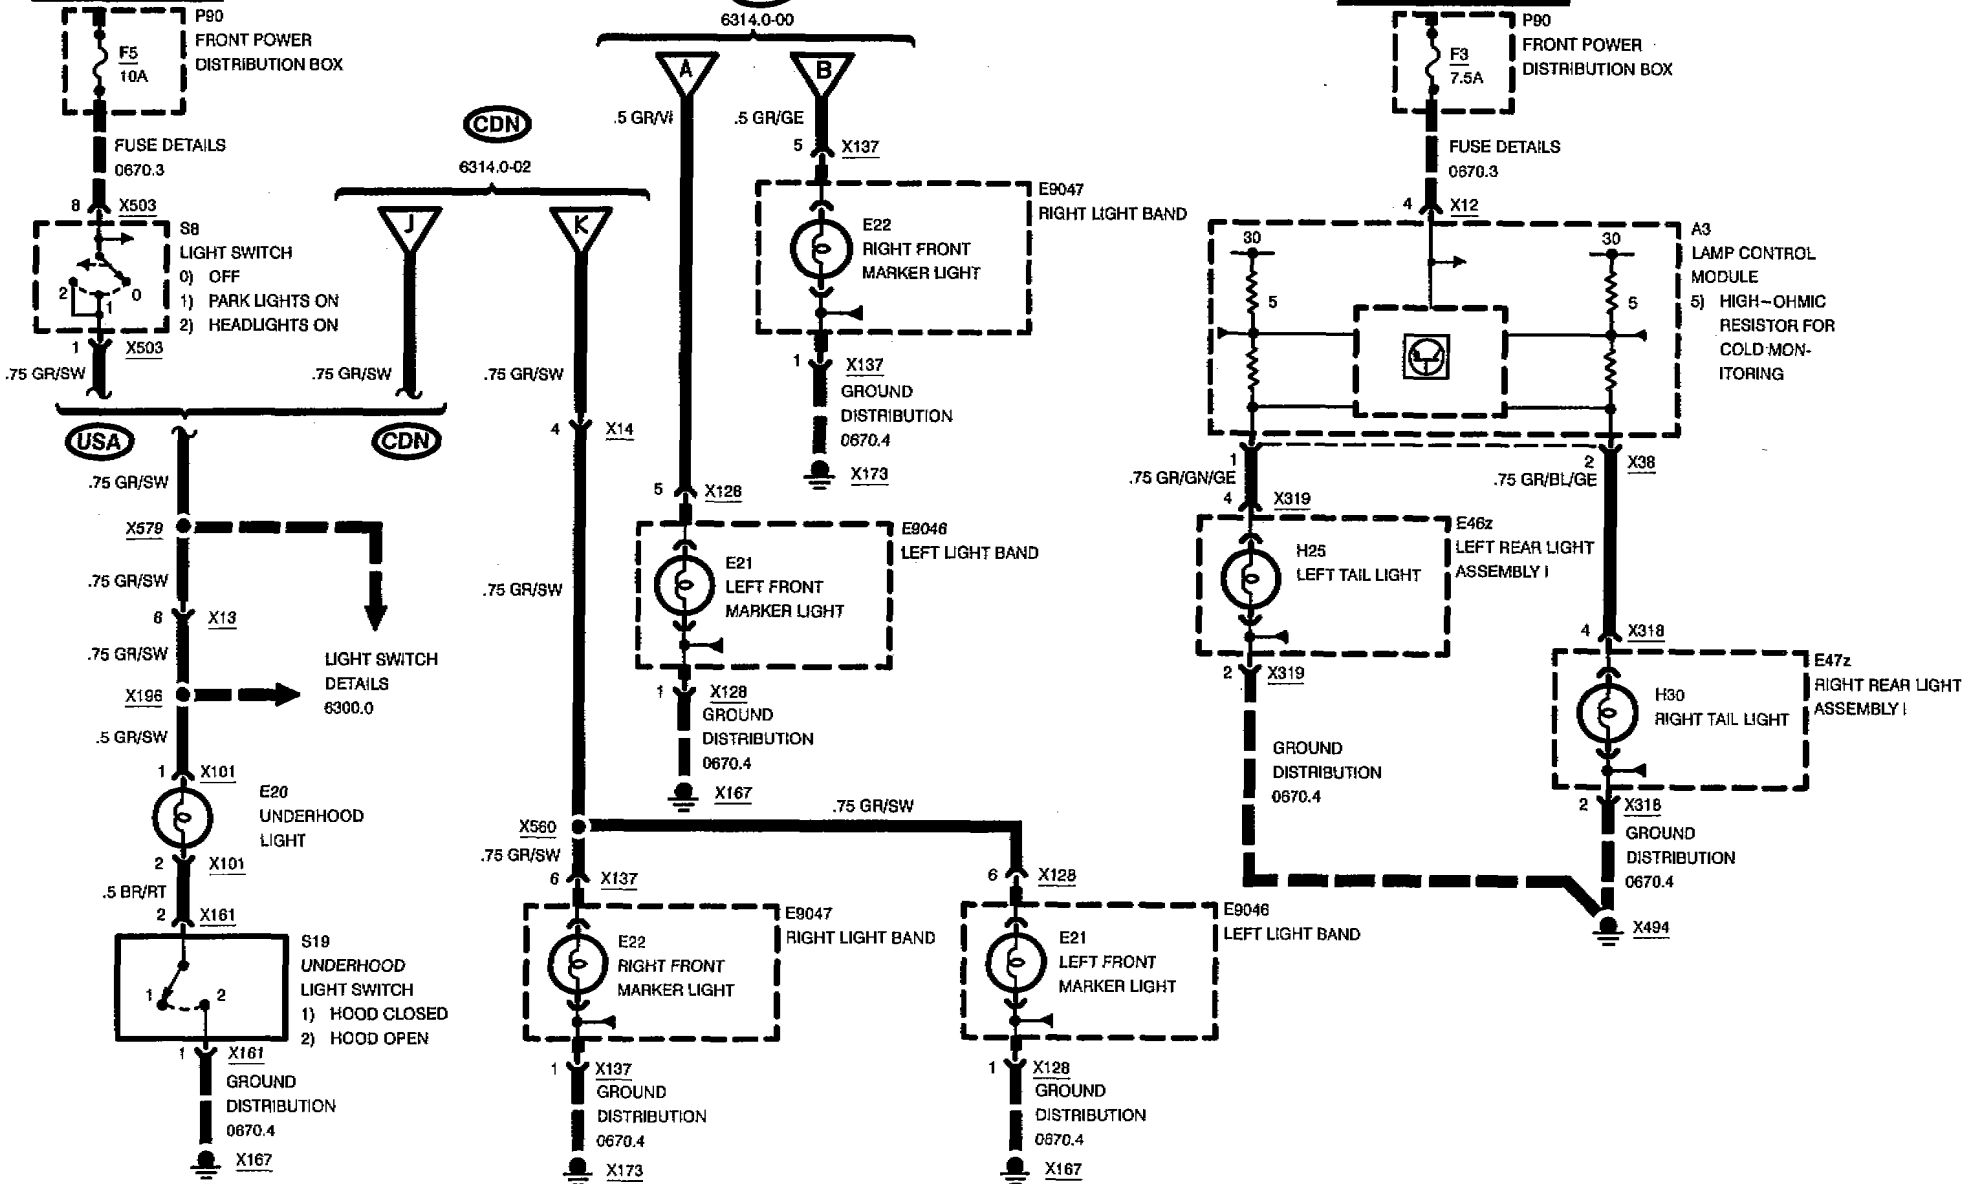 P90
FRONT POWER
DISTRIBUTION BOX
F5
10A
FUSE DETAILS
0670.3
8 X503
S8
LIGHT SWITCH
0) OFF
1) PARK LIGHTS ON
2) HEADLIGHTS ON
2
0
1
1 X503
.75 GR/SW
USA
CDN
6314.0-02
J
K
.75 GR/SW
.75 GR/SW
CDN
.75 GR/SW
X579
.75 GR/SW
6 X13
.75 GR/SW
X196
LIGHT SWITCH
DETAILS
6300.0
.5 GR/SW
1 X101
E20
UNDERHOOD
LIGHT
2 X101
.5 BR/RT
2 X161
S19
UNDERHOOD
LIGHT SWITCH
1) HOOD CLOSED
2) HOOD OPEN
1
2
1 X161
GROUND
DISTRIBUTION
0670.4
X167
4 X14
.75 GR/SW
X560
.75 GR/SW
.75 GR/SW
6 X137
E9047
RIGHT LIGHT BAND
E22
RIGHT FRONT
MARKER LIGHT
1 X137
GROUND
DISTRIBUTION
0670.4
X173
6 X128
E9046
LEFT LIGHT BAND
E21
LEFT FRONT
MARKER LIGHT
1 X128
GROUND
DISTRIBUTION
0670.4
X167
6314.0-00
A
B
.5 GR/VI
.5 GR/GE
5 X137
E9047
RIGHT LIGHT BAND
E22
RIGHT FRONT
MARKER LIGHT
1 X137
GROUND
DISTRIBUTION
0670.4
X173
5 X128
E9046
LEFT LIGHT BAND
E21
LEFT FRONT
MARKER LIGHT
1 X128
GROUND
DISTRIBUTION
0670.4
X167
P90
FRONT POWER
DISTRIBUTION BOX
F3
7.5A
FUSE DETAILS
0670.3
4 X12
A3
LAMP CONTROL
MODULE
5) HIGH-OHMIC
RESISTOR FOR
COLD MON-
ITORING
30
30
5
5
1
2 X38
.75 GR/GN/GE
.75 GR/BL/GE
4 X319
E46z
LEFT REAR LIGHT
ASSEMBLY I
H25
LEFT TAIL LIGHT
2 X319
GROUND
DISTRIBUTION
0670.4
4 X318
E47z
RIGHT REAR LIGHT
ASSEMBLY I
H30
RIGHT TAIL LIGHT
2 X318
GROUND
DISTRIBUTION
0670.4
X494